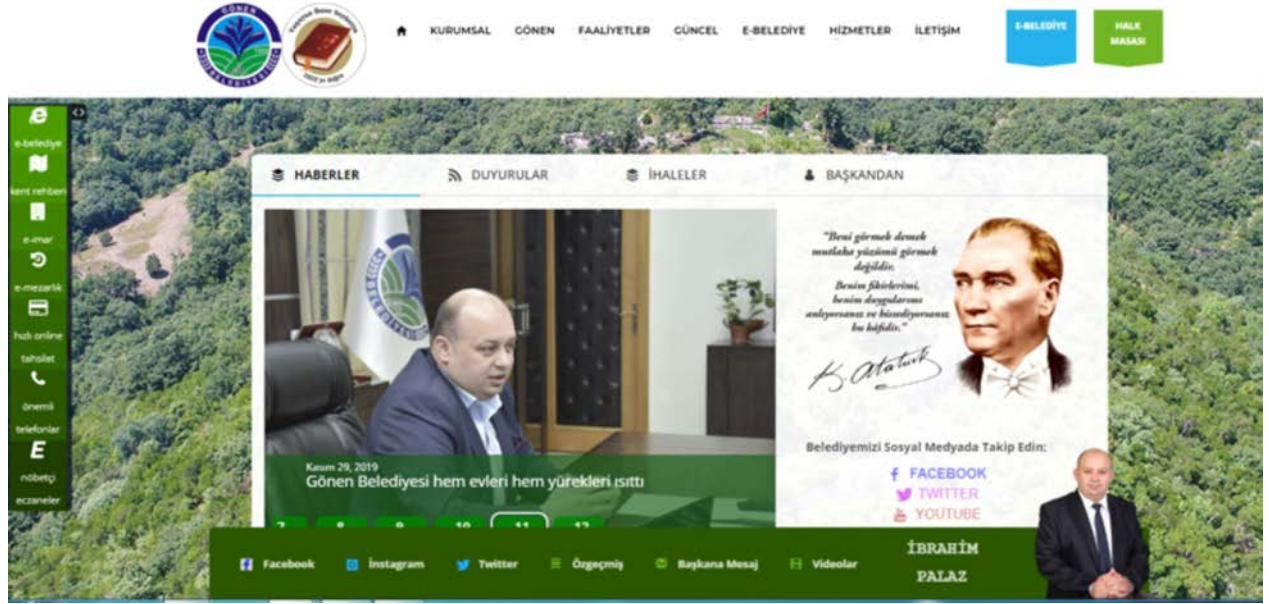 KURUMSAL GÖNEN FAALİYETLER GÜNCEL E-BELEDİYE HİZMETLER İLETİŞİM
E-BELEDİYE
HALK
MASASI
e-belediye
kent rehberi
e-imar
e-mezarlık
hızlı online
tahsilat
önemli
telefonlar
nöbetçi
eczaneler
HABERLER DUYURULAR İHALELER BAŞKANDAN
"Beni görmek demek
mutlaka yüzümü görmek
değildir.
Benim fikirlerimi,
benim duygularımı
anlıyorsanız ve hissediyorsanız
bu kâfidir."
K. Atatürk
Kasım 29, 2019
Gönen Belediyesi hem evleri hem yürekleri ısıttı
7 8 9 10 11 12
Belediyemizi Sosyal Medyada Takip Edin:
FACEBOOK
TWİTTER
YOUTUBE
Facebook İnstagram Twitter Özgeçmiş Başkana Mesaj Videolar
İBRAHİM
PALAZ